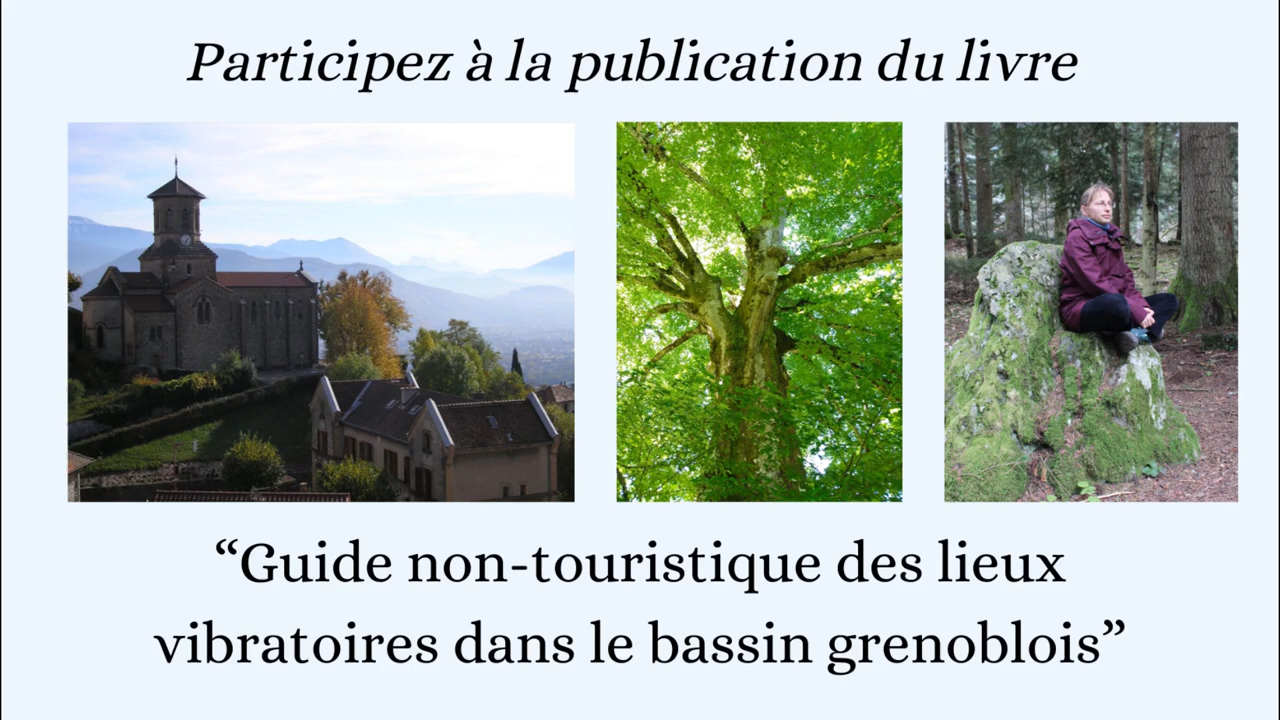 Participez à la publication du livre
“Guide non-touristique des lieux
vibratoires dans le bassin grenoblois”